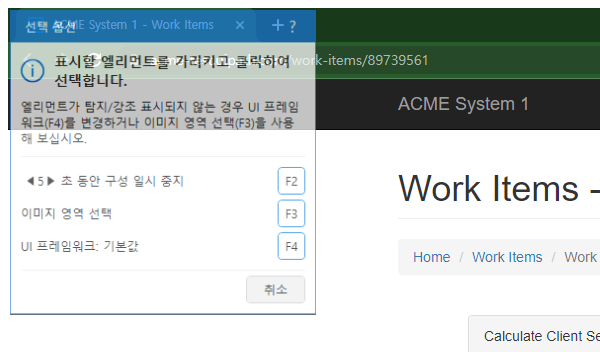 선택 옵션
ACME System 1 - Work Items
×
+
?
표시할 엘리먼트를 가리키고 클릭하여
선택합니다.
work-items/89739561
엘리먼트가 탐지/강조 표시되지 않는 경우 UI 프레임
워크(F4)를 변경하거나 이미지 영역 선택(F3)을 사용
해 보십시오.
◀5▶ 초 동안 구성 일시 중지
F2
이미지 영역 선택
F3
UI 프레임워크: 기본값
F4
취소
ACME System 1
Work Items -
Home / Work Items / Work
Calculate Client Se